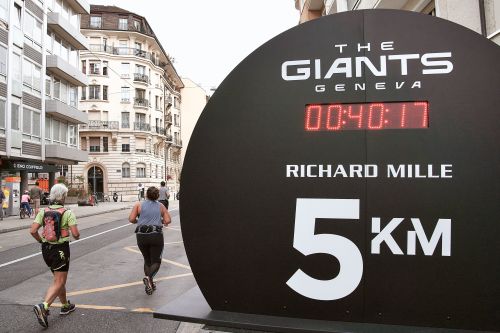 THE
GIANTS
GENEVA
00:40:17
RICHARD MILLE
5 KM